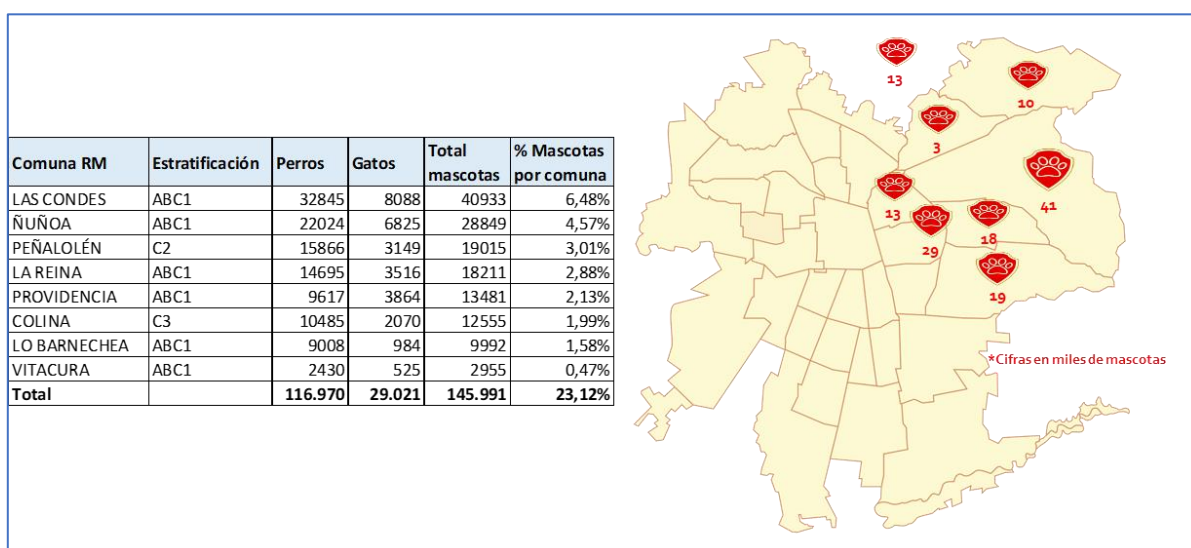 Comuna RM Estratificación Perros Gatos Total mascotas % Mascotas por comuna
LAS CONDES ABC1 32845 8088 40933 6,48%
ÑUÑOA ABC1 22024 6825 28849 4,57%
PEÑALOLÉN C2 15866 3149 19015 3,01%
LA REINA ABC1 14695 3516 18211 2,88%
PROVIDENCIA ABC1 9617 3864 13481 2,13%
COLINA C3 10485 2070 12555 1,99%
LO BARNECHEA ABC1 9008 984 9992 1,58%
VITACURA ABC1 2430 525 2955 0,47%
Total 116.970 29.021 145.991 23,12%
13
10
3
41
13
29
18
19
*Cifras en miles de mascotas